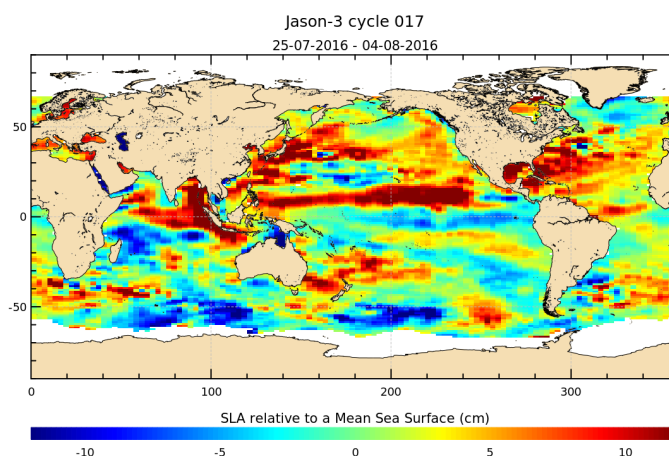 Jason-3 cycle 017
25-07-2016 - 04-08-2016
50
0
-50
0 100 200 300
SLA relative to a Mean Sea Surface (cm)
-10 -5 0 5 10